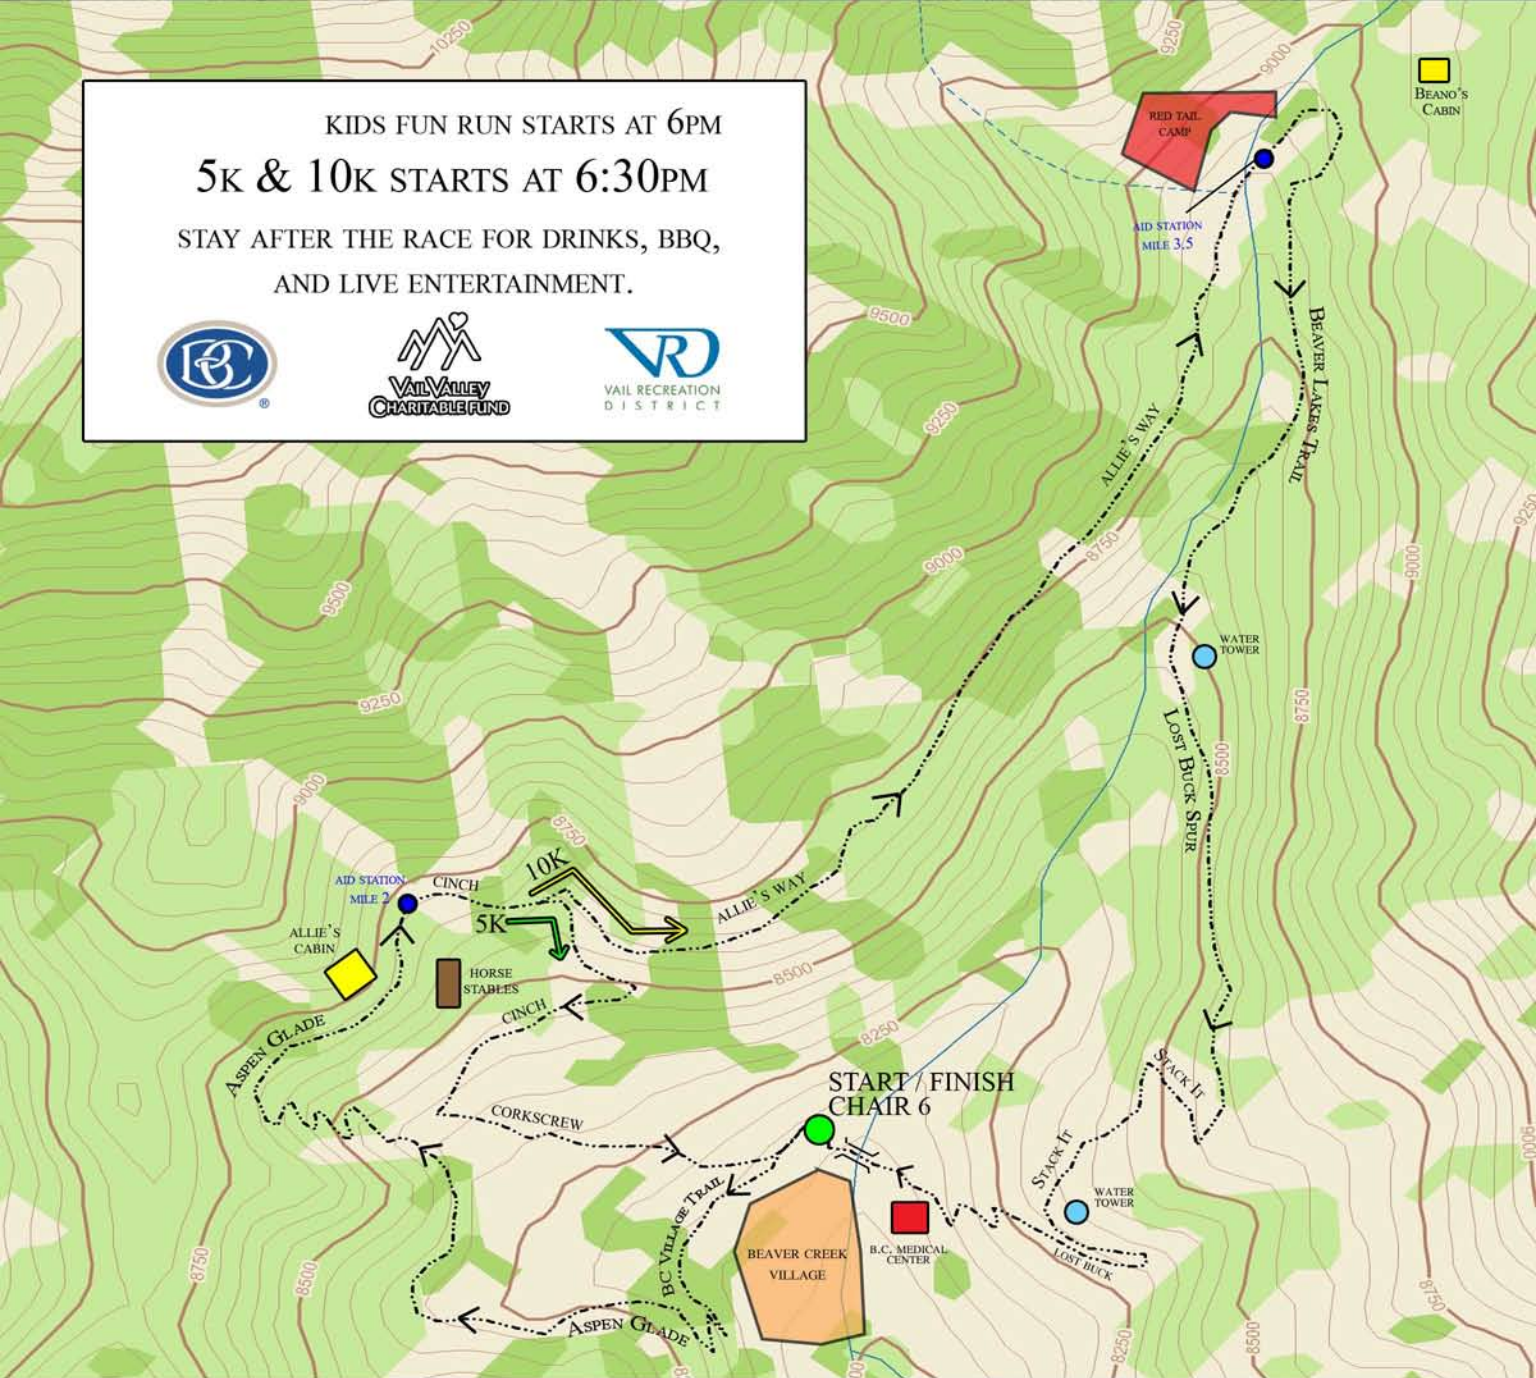 10250
9250
9000
BEANO'S
CABIN
KIDS FUN RUN STARTS AT 6PM
5K & 10K STARTS AT 6:30PM
STAY AFTER THE RACE FOR DRINKS, BBQ,
AND LIVE ENTERTAINMENT.
BC
®
VAIL VALLEY
CHARITABLE FUND
VRD
VAIL RECREATION
DISTRICT
RED TAIL
CAMP
AID STATION
MILE 3.5
9500
BEAVER LAKES TRAIL
9250
ALLIE'S WAY
9250
8750
9000
9000
9500
WATER
TOWER
9250
8750
LOST BUCK SPUR
8500
9000
8750
10K
CINCH
AID STATION
MILE 2
5K
ALLIE'S WAY
ALLIE'S
CABIN
HORSE
STABLES
8500
CINCH
8250
ASPEN GLADE
START / FINISH
CHAIR 6
STACK IT
CORKSCREW
9000
STACK IT
WATER
TOWER
BC VILLAGE TRAIL
BEAVER CREEK
VILLAGE
B.C. MEDICAL
CENTER
LOST BUCK
8750
8500
8750
ASPEN GLADE
8250
8500